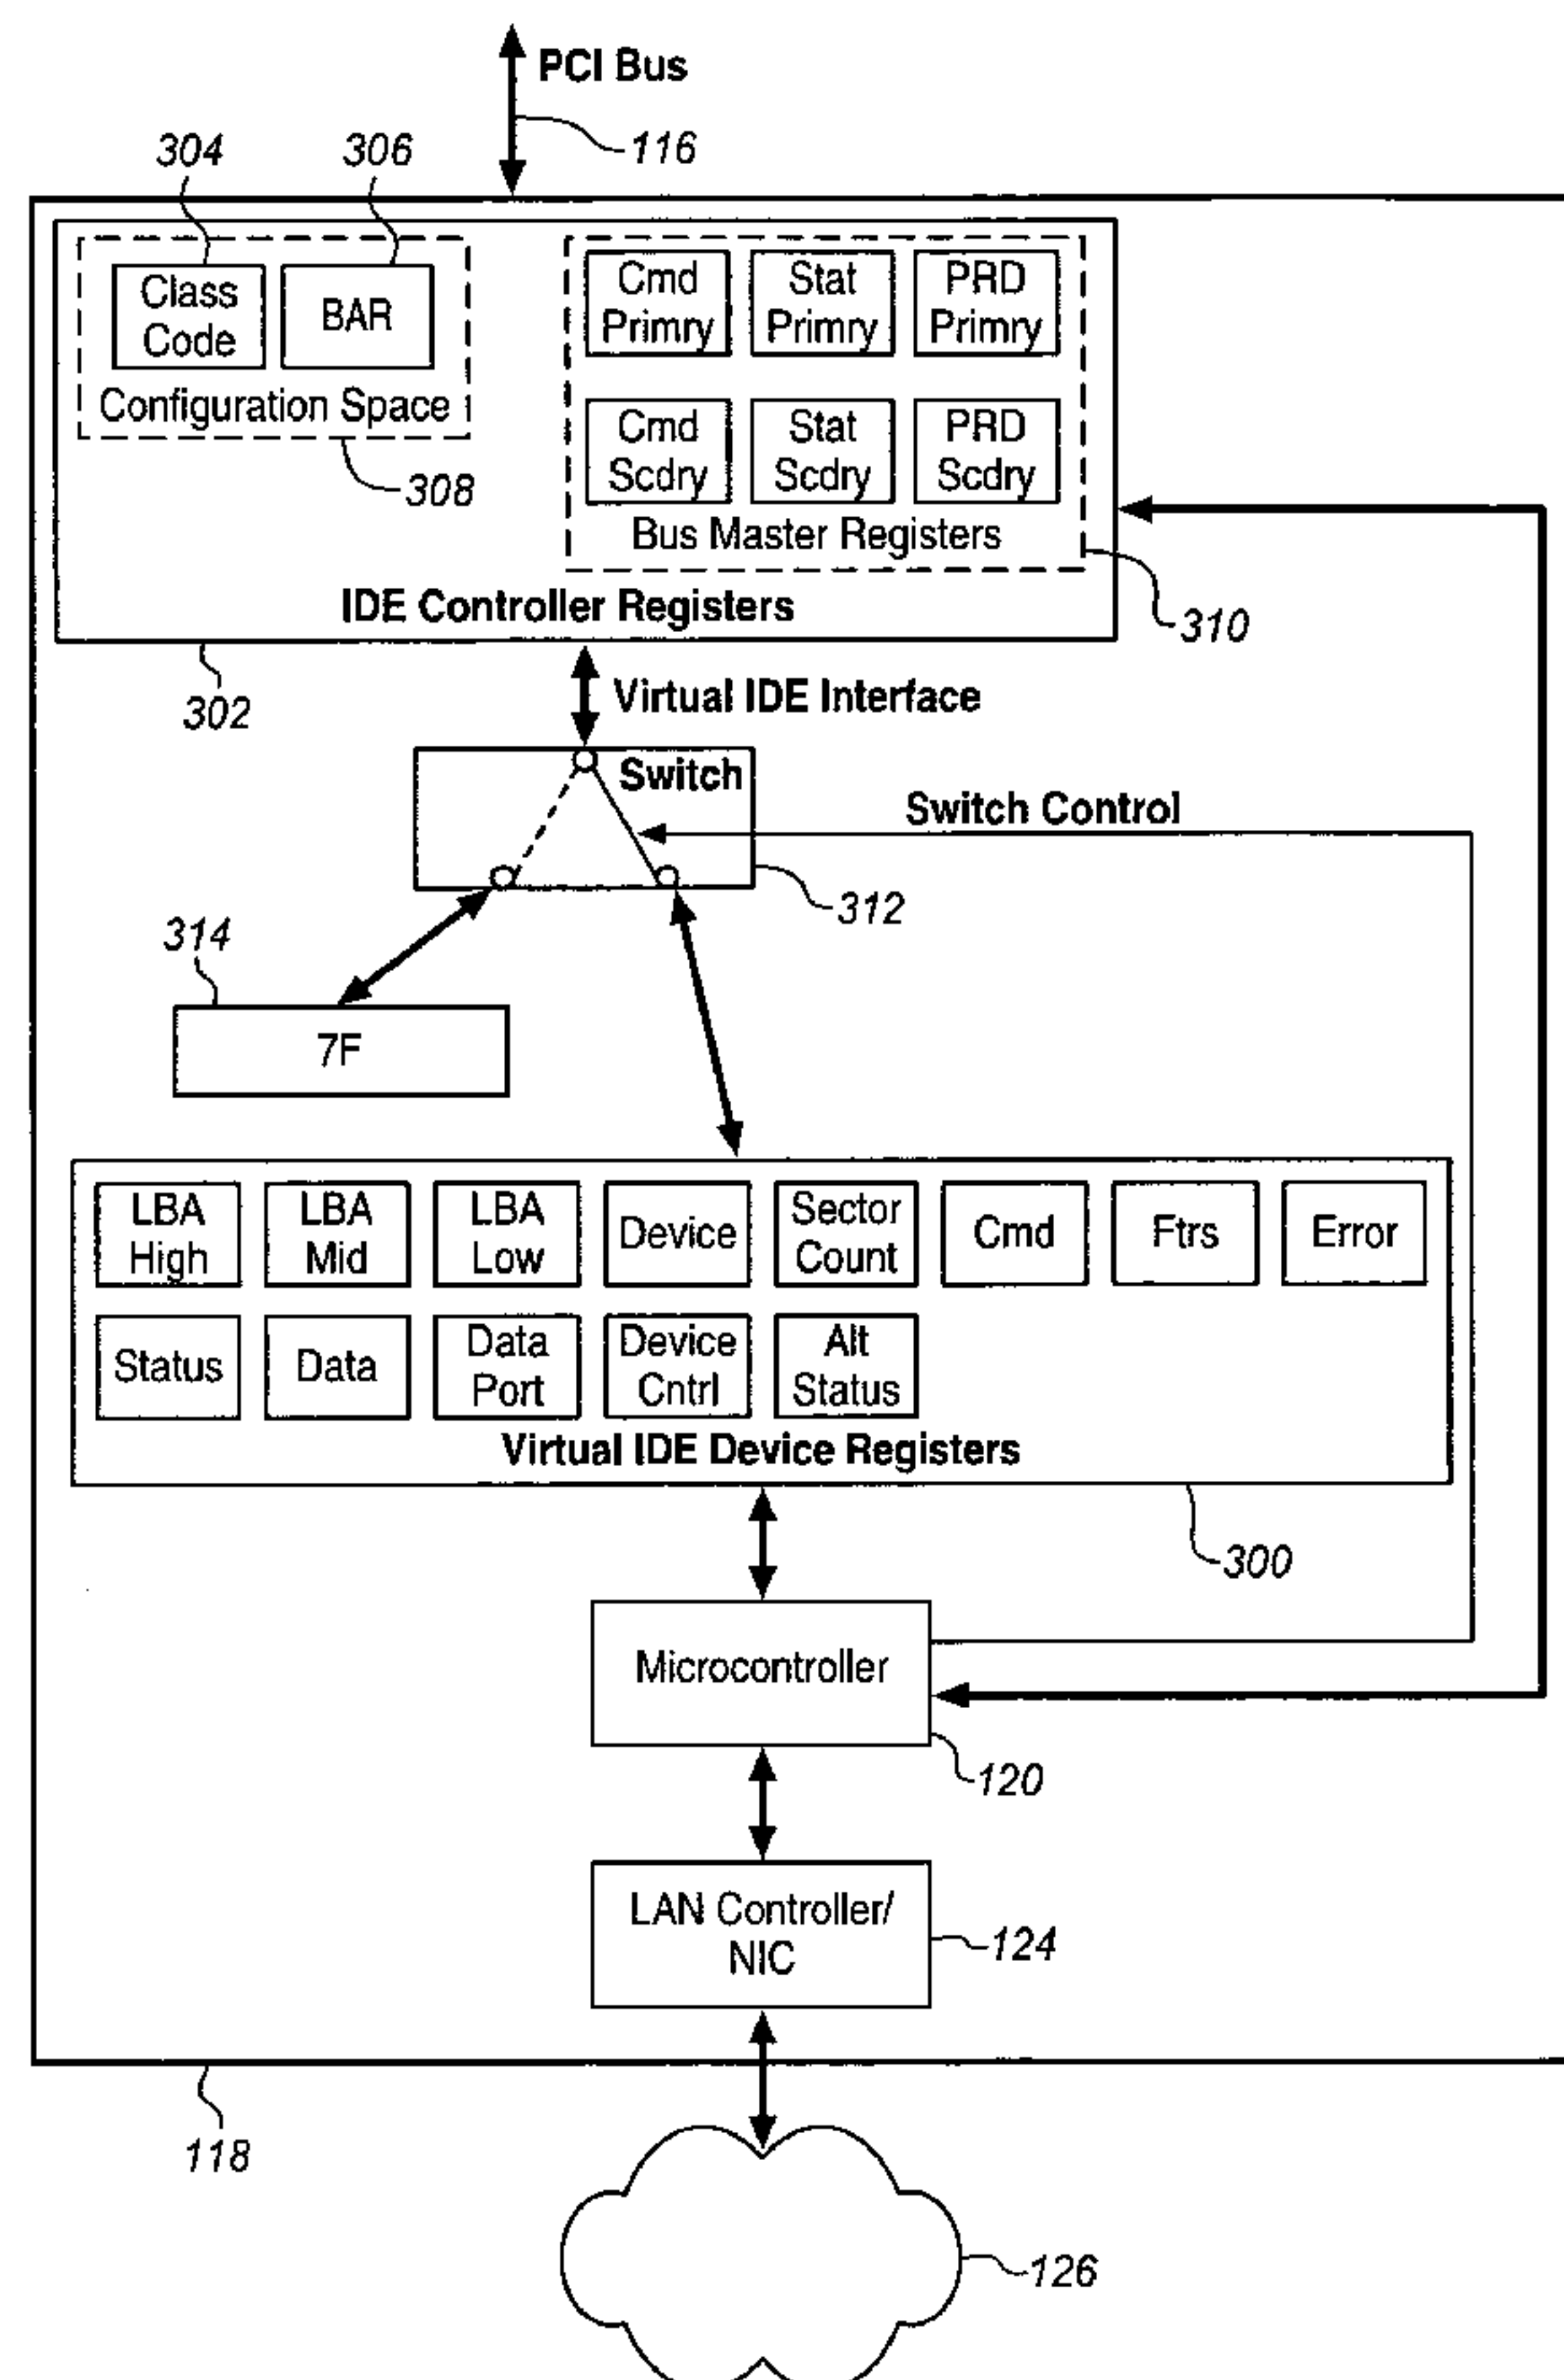 PCI Bus
116
304
306
Class
Code
BAR
Configuration Space
308
Cmd
Primry
Stat
Primry
PRD
Primry
Cmd
Scdry
Stat
Scdry
PRD
Scdry
Bus Master Registers
310
IDE Controller Registers
302
Virtual IDE Interface
Switch
Switch Control
312
314
7F
LBA
High
LBA
Mid
LBA
Low
Device
Sector
Count
Cmd
Ftrs
Error
Status
Data
Data
Port
Device
Cntrl
Alt
Status
Virtual IDE Device Registers
300
Microcontroller
120
LAN Controller/
NIC
124
118
126